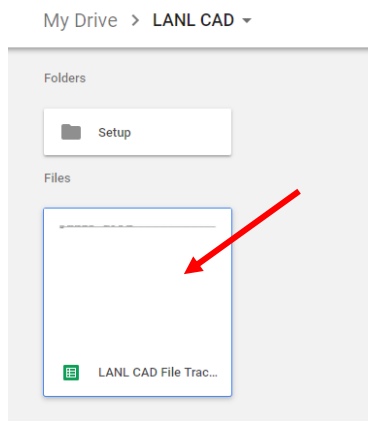 My Drive > LANL CAD
Folders
Setup
Files
LANL CAD File Trac...